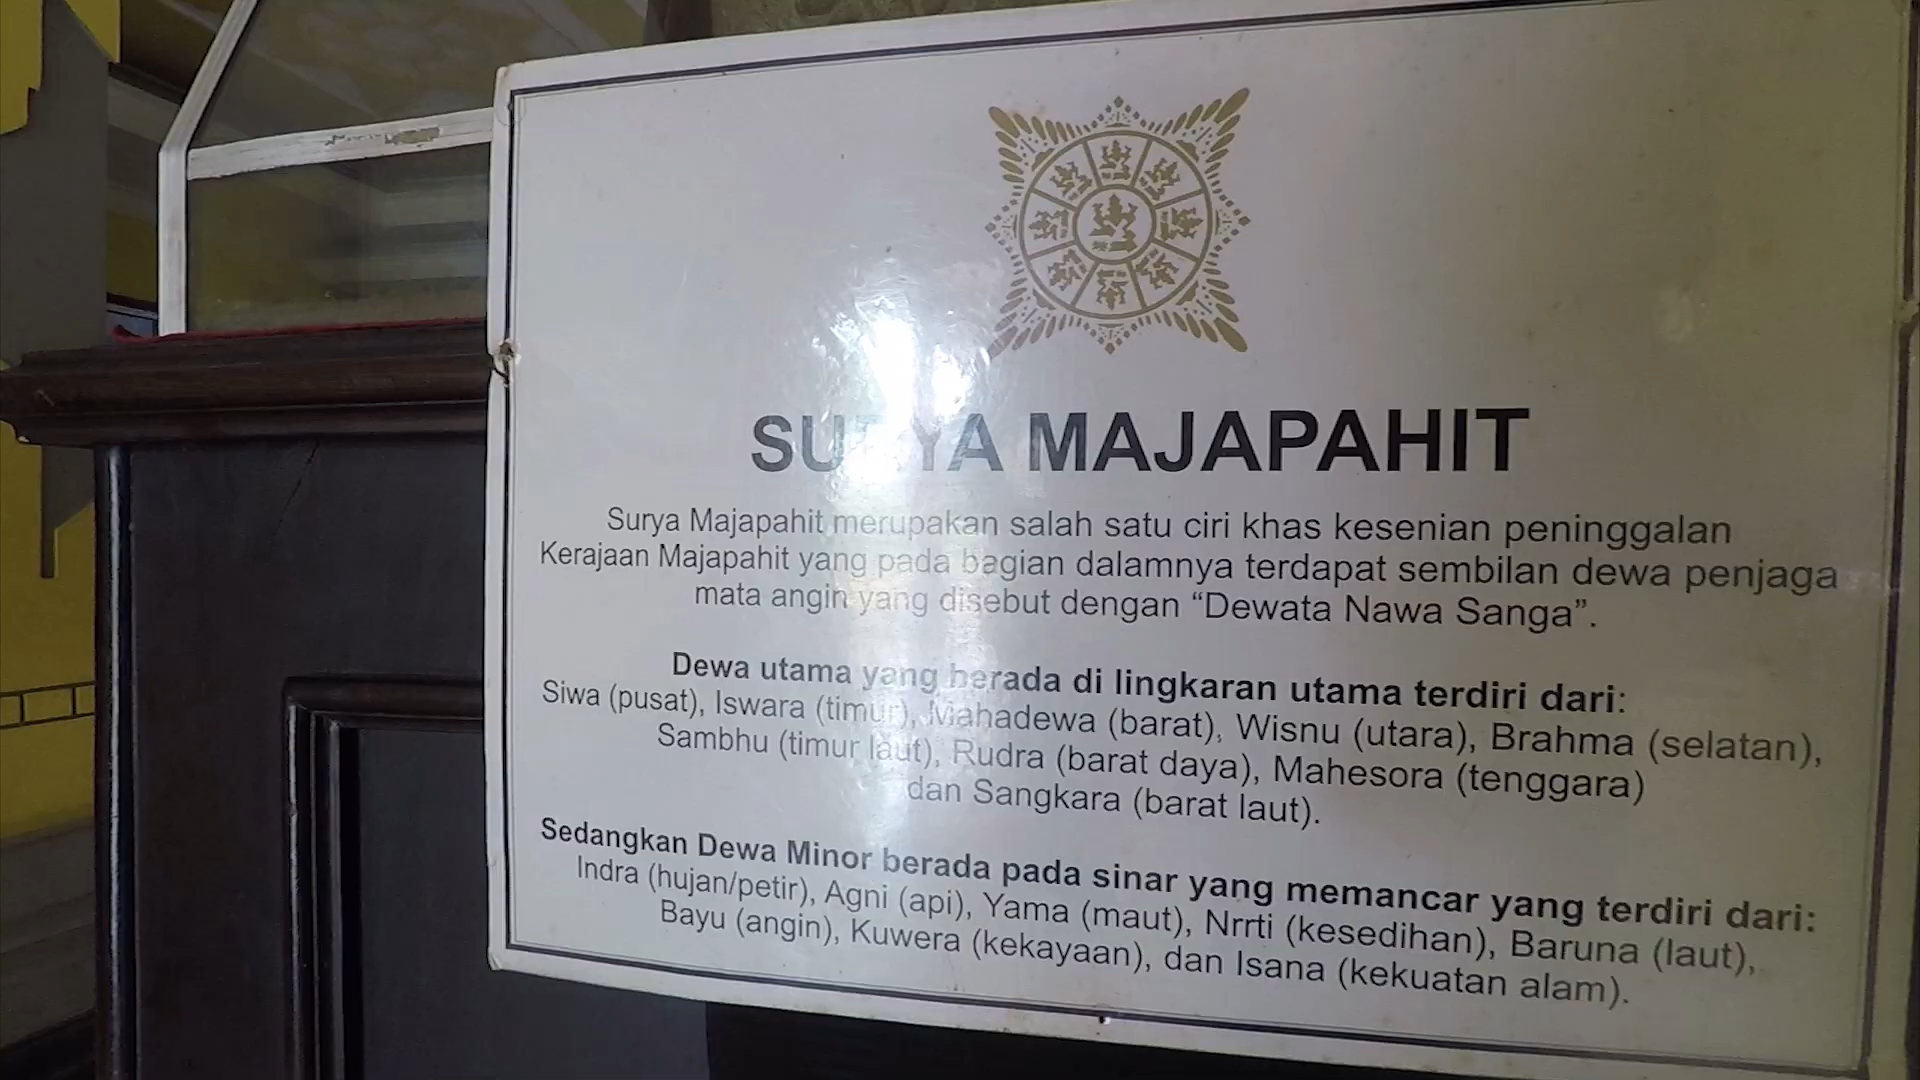 SURYA MAJAPAHIT
Surya Majapahit merupakan salah satu ciri khas kesenian peninggalan
Kerajaan Majapahit yang pada bagian dalamnya terdapat sembilan dewa penjaga
mata angin yang disebut dengan “Dewata Nawa Sanga”.
Dewa utama yang berada di lingkaran utama terdiri dari:
Siwa (pusat), Iswara (timur), Mahadewa (barat), Wisnu (utara), Brahma (selatan),
Sambhu (timur laut), Rudra (barat daya), Mahesora (tenggara)
dan Sangkara (barat laut).
Sedangkan Dewa Minor berada pada sinar yang memancar yang terdiri dari:
Indra (hujan/petir), Agni (api), Yama (maut), Nrrti (kesedihan), Baruna (laut),
Bayu (angin), Kuwera (kekayaan), dan Isana (kekuatan alam).